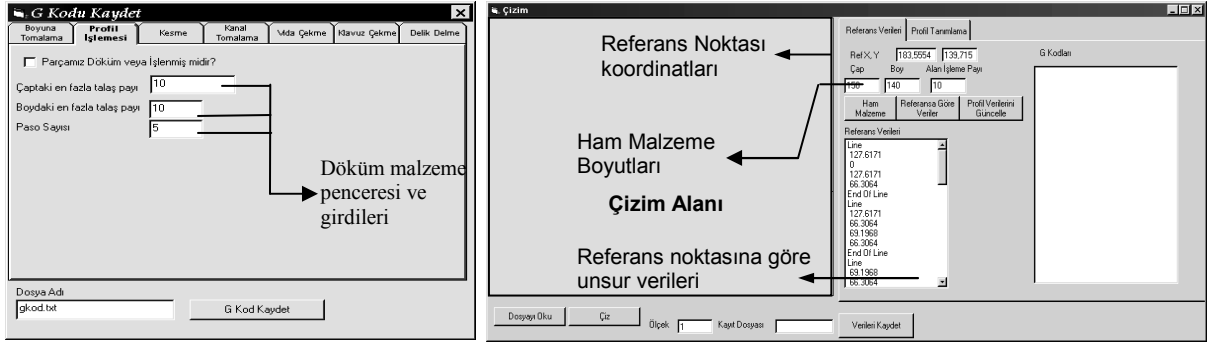 G Kodu Kaydet
Boyuna Tornalama
Profil İşlemesi
Kesme
Kanal Tornalama
Vida Çekme
Klavuz Çekme
Delik Delme
Parçamız Döküm veya İşlenmiş midir?
Çaptaki en fazla talaş payı 10
Boydaki en fazla talaş payı 10
Paso Sayısı 5
Döküm malzeme
penceresi ve
girdileri
Dosya Adı
gkod.txt
G Kod Kaydet
Çizim
Referans Noktası
koordinatları
Ham Malzeme
Boyutları
Çizim Alanı
Referans noktasına göre
unsur verileri
Dosyayı Oku
Çiz
Ölçek 1
Kayıt Dosyası
Referans Verileri
Profil Tanımlama
Ref X, Y 183,5554 139,715
Çap Boy Alan İşleme Payı
150 140 10
Ham Malzeme
Referansa Göre Veriler
Profil Verilerini Güncelle
Referans Verileri
Line
127.6171
0
127.6171
66.3064
End Of Line
Line
127.6171
66.3064
69.1968
66.3064
End Of Line
Line
69.1968
66.3064
G Kodları
Verileri Kaydet